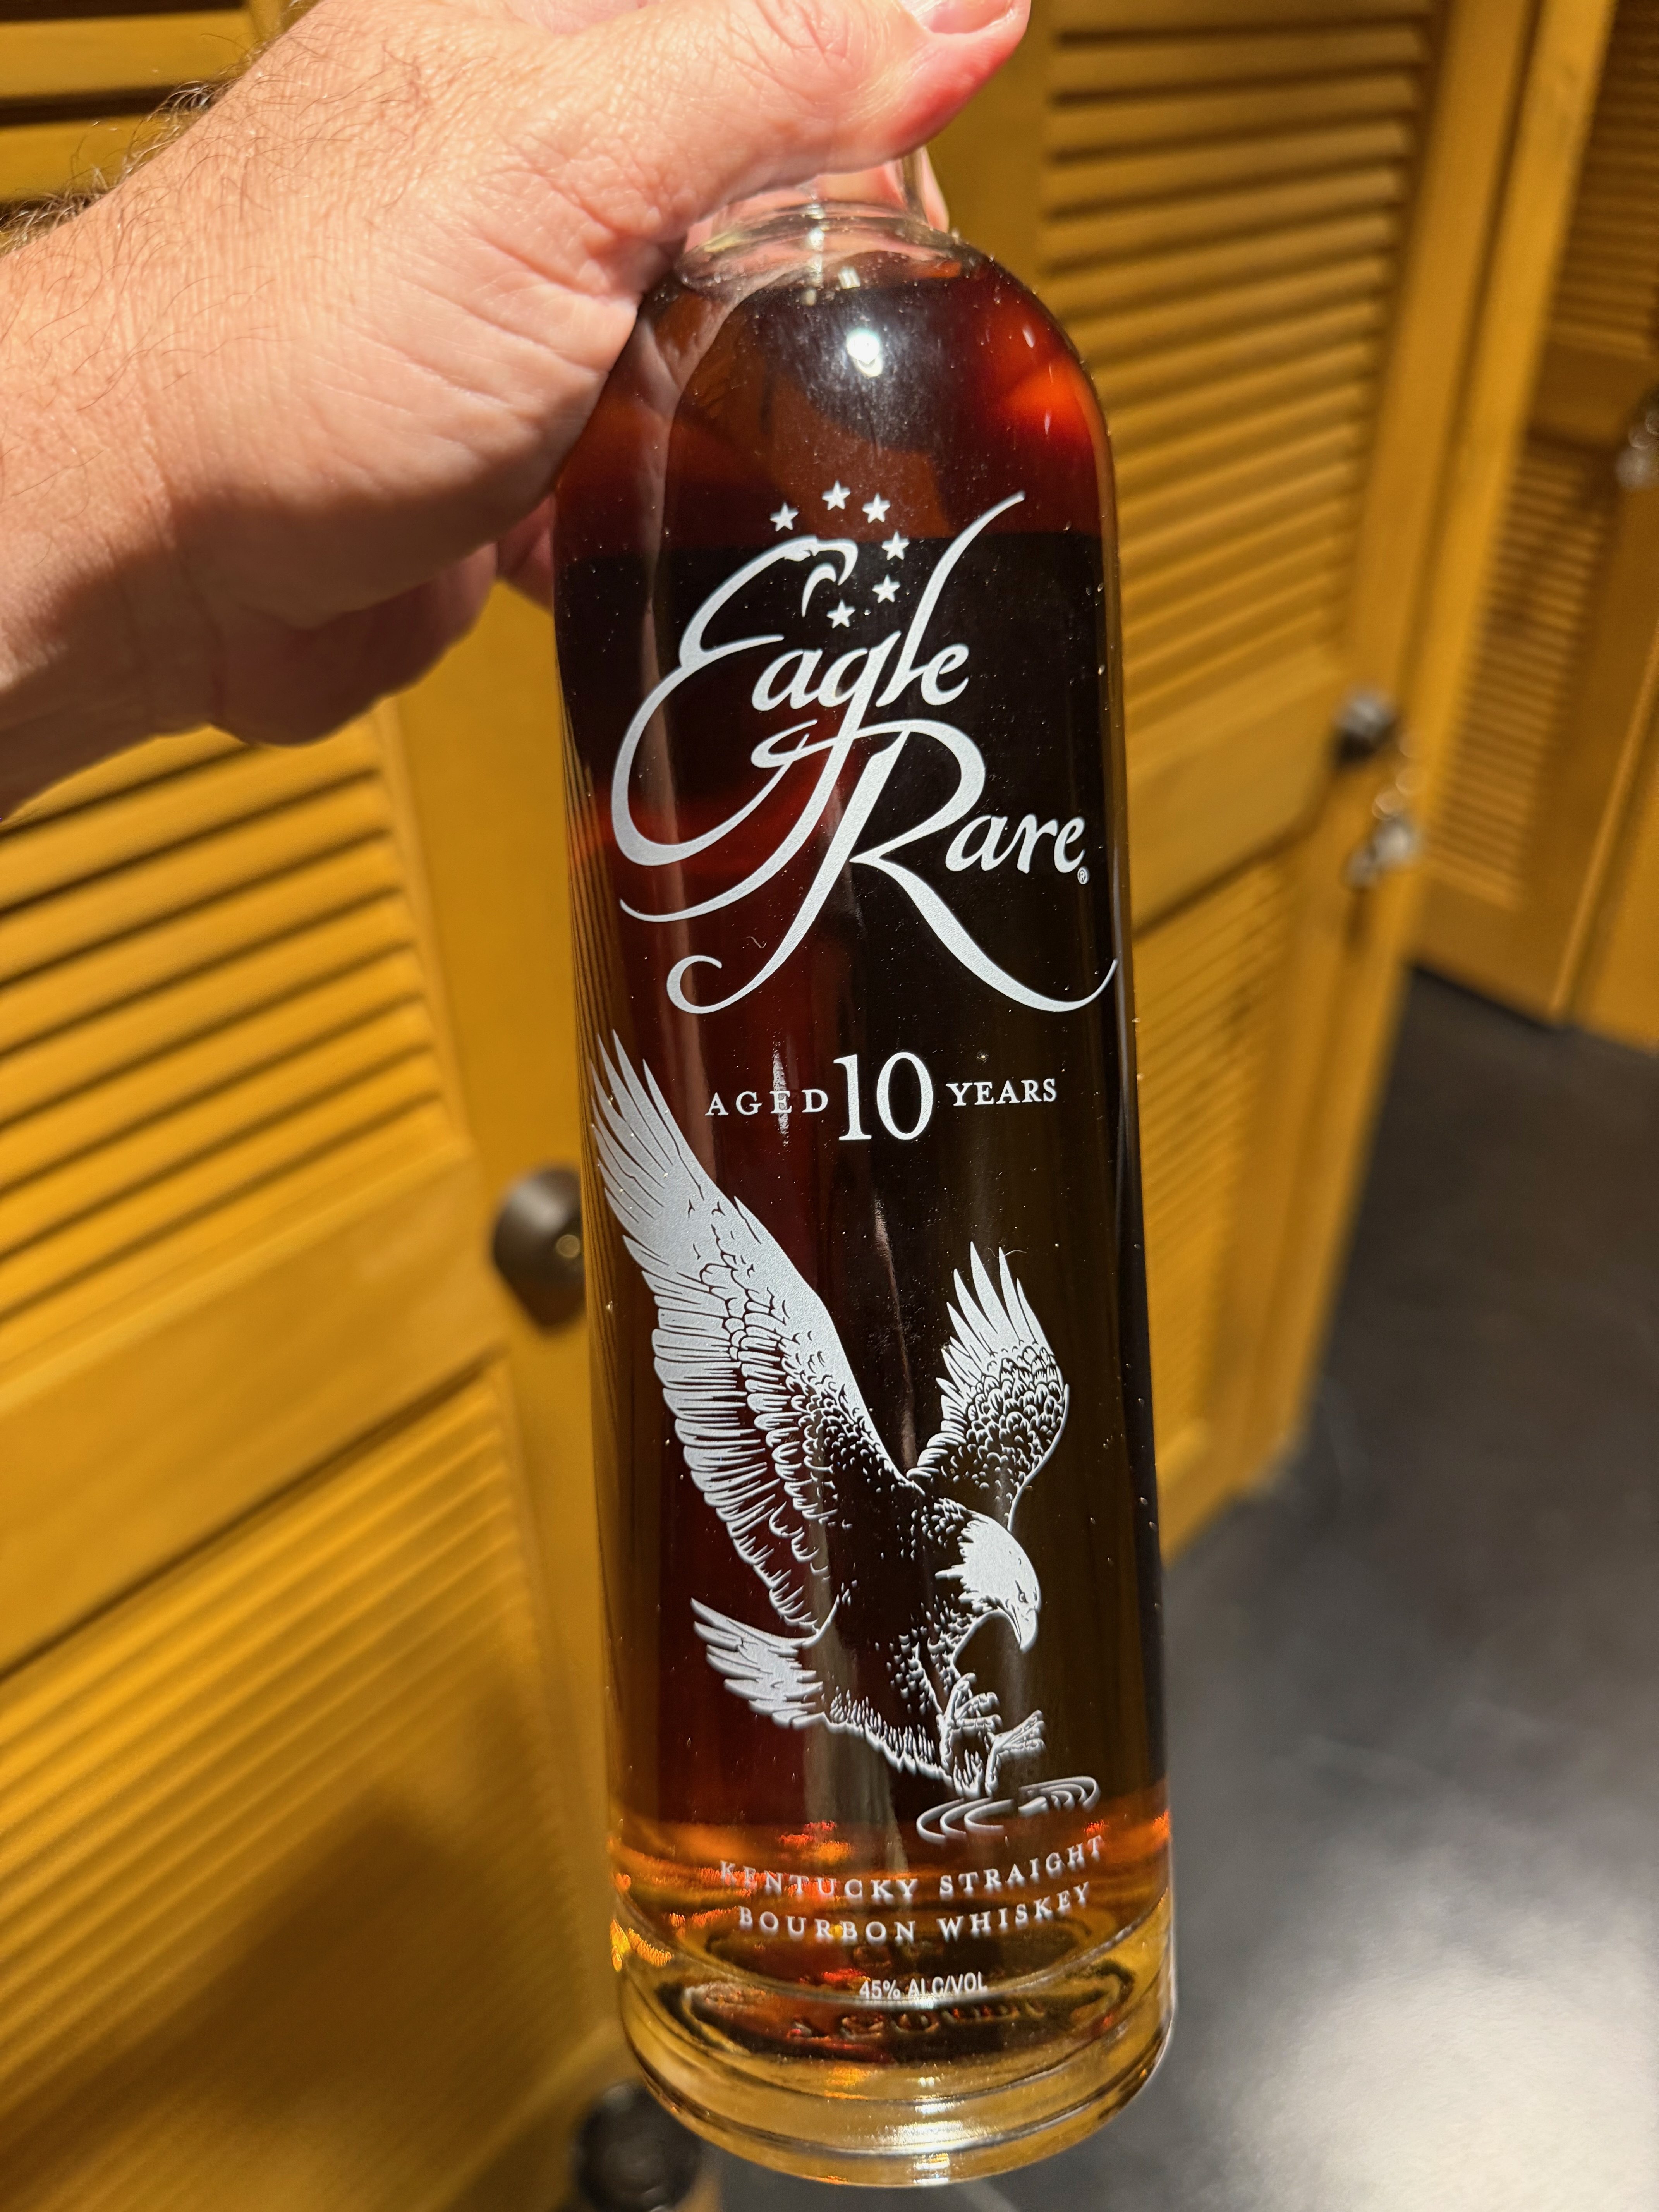 Eagle
Rare®
AGED 10 YEARS
KENTUCKY STRAIGHT
BOURBON WHISKEY
45% ALC/VOL